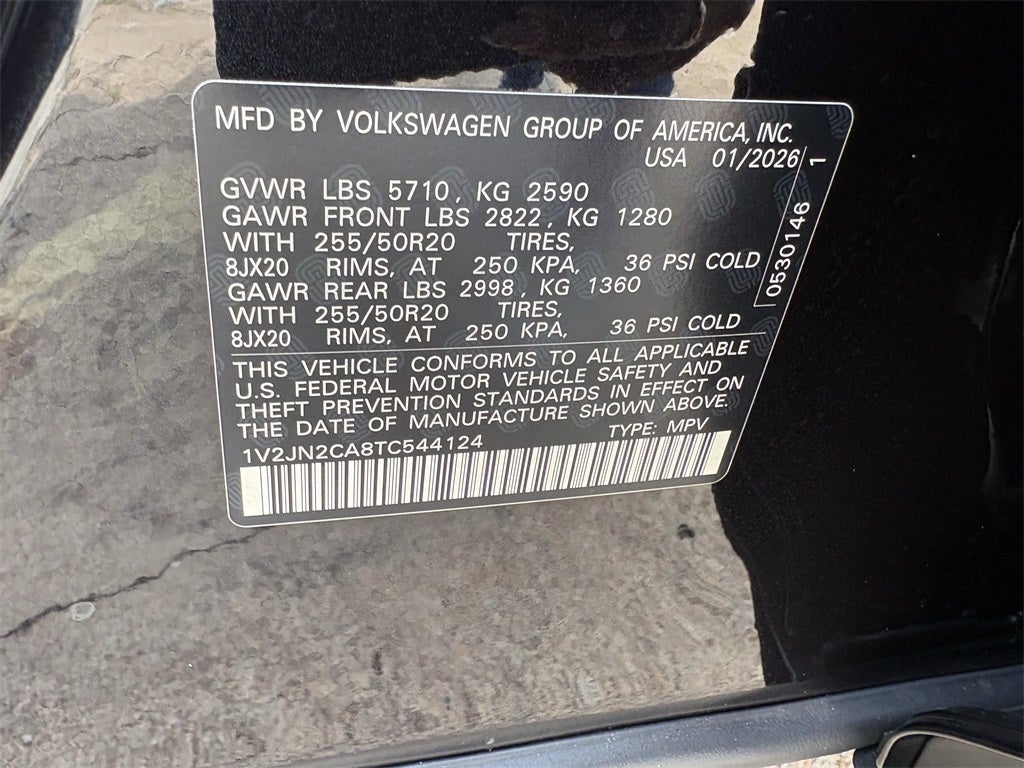 MFD BY VOLKSWAGEN GROUP OF AMERICA, INC.
USA 01/2026
1
GVWR LBS 5710, KG 2590
GAWR FRONT LBS 2822, KG 1280
WITH 255/50R20 TIRES,
8JX20 RIMS, AT 250 KPA, 36 PSI COLD
GAWR REAR LBS 2998, KG 1360
WITH 255/50R20 TIRES,
8JX20 RIMS, AT 250 KPA, 36 PSI COLD
0530146
THIS VEHICLE CONFORMS TO ALL APPLICABLE
U.S. FEDERAL MOTOR VEHICLE SAFETY AND
THEFT PREVENTION STANDARDS IN EFFECT ON
THE DATE OF MANUFACTURE SHOWN ABOVE.
1V2JN2CA8TC544124 TYPE: MPV